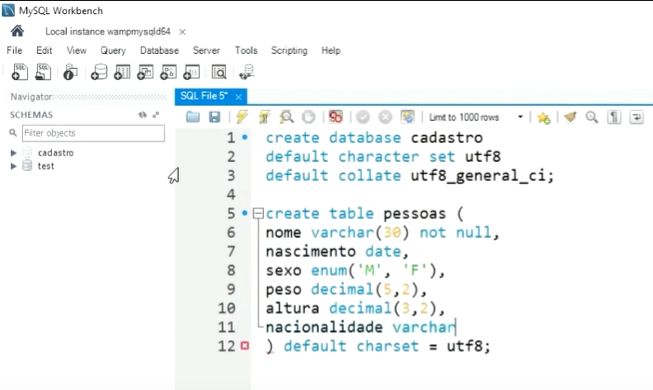 MySQL Workbench
Local instance wampmysqld64 ×
File Edit View Query Database Server Tools Scripting Help
Navigator
SQL File 5* ×
SCHEMAS
Limit to 1000 rows
Filter objects
cadastro
test
1 create database cadastro
2 default character set utf8
3 default collate utf8_general_ci;
4
5 create table pessoas (
6 nome varchar(30) not null,
7 nascimento date,
8 sexo enum('M', 'F'),
9 peso decimal(5,2),
10 altura decimal(3,2),
11 nacionalidade varchar
12 ) default charset = utf8;